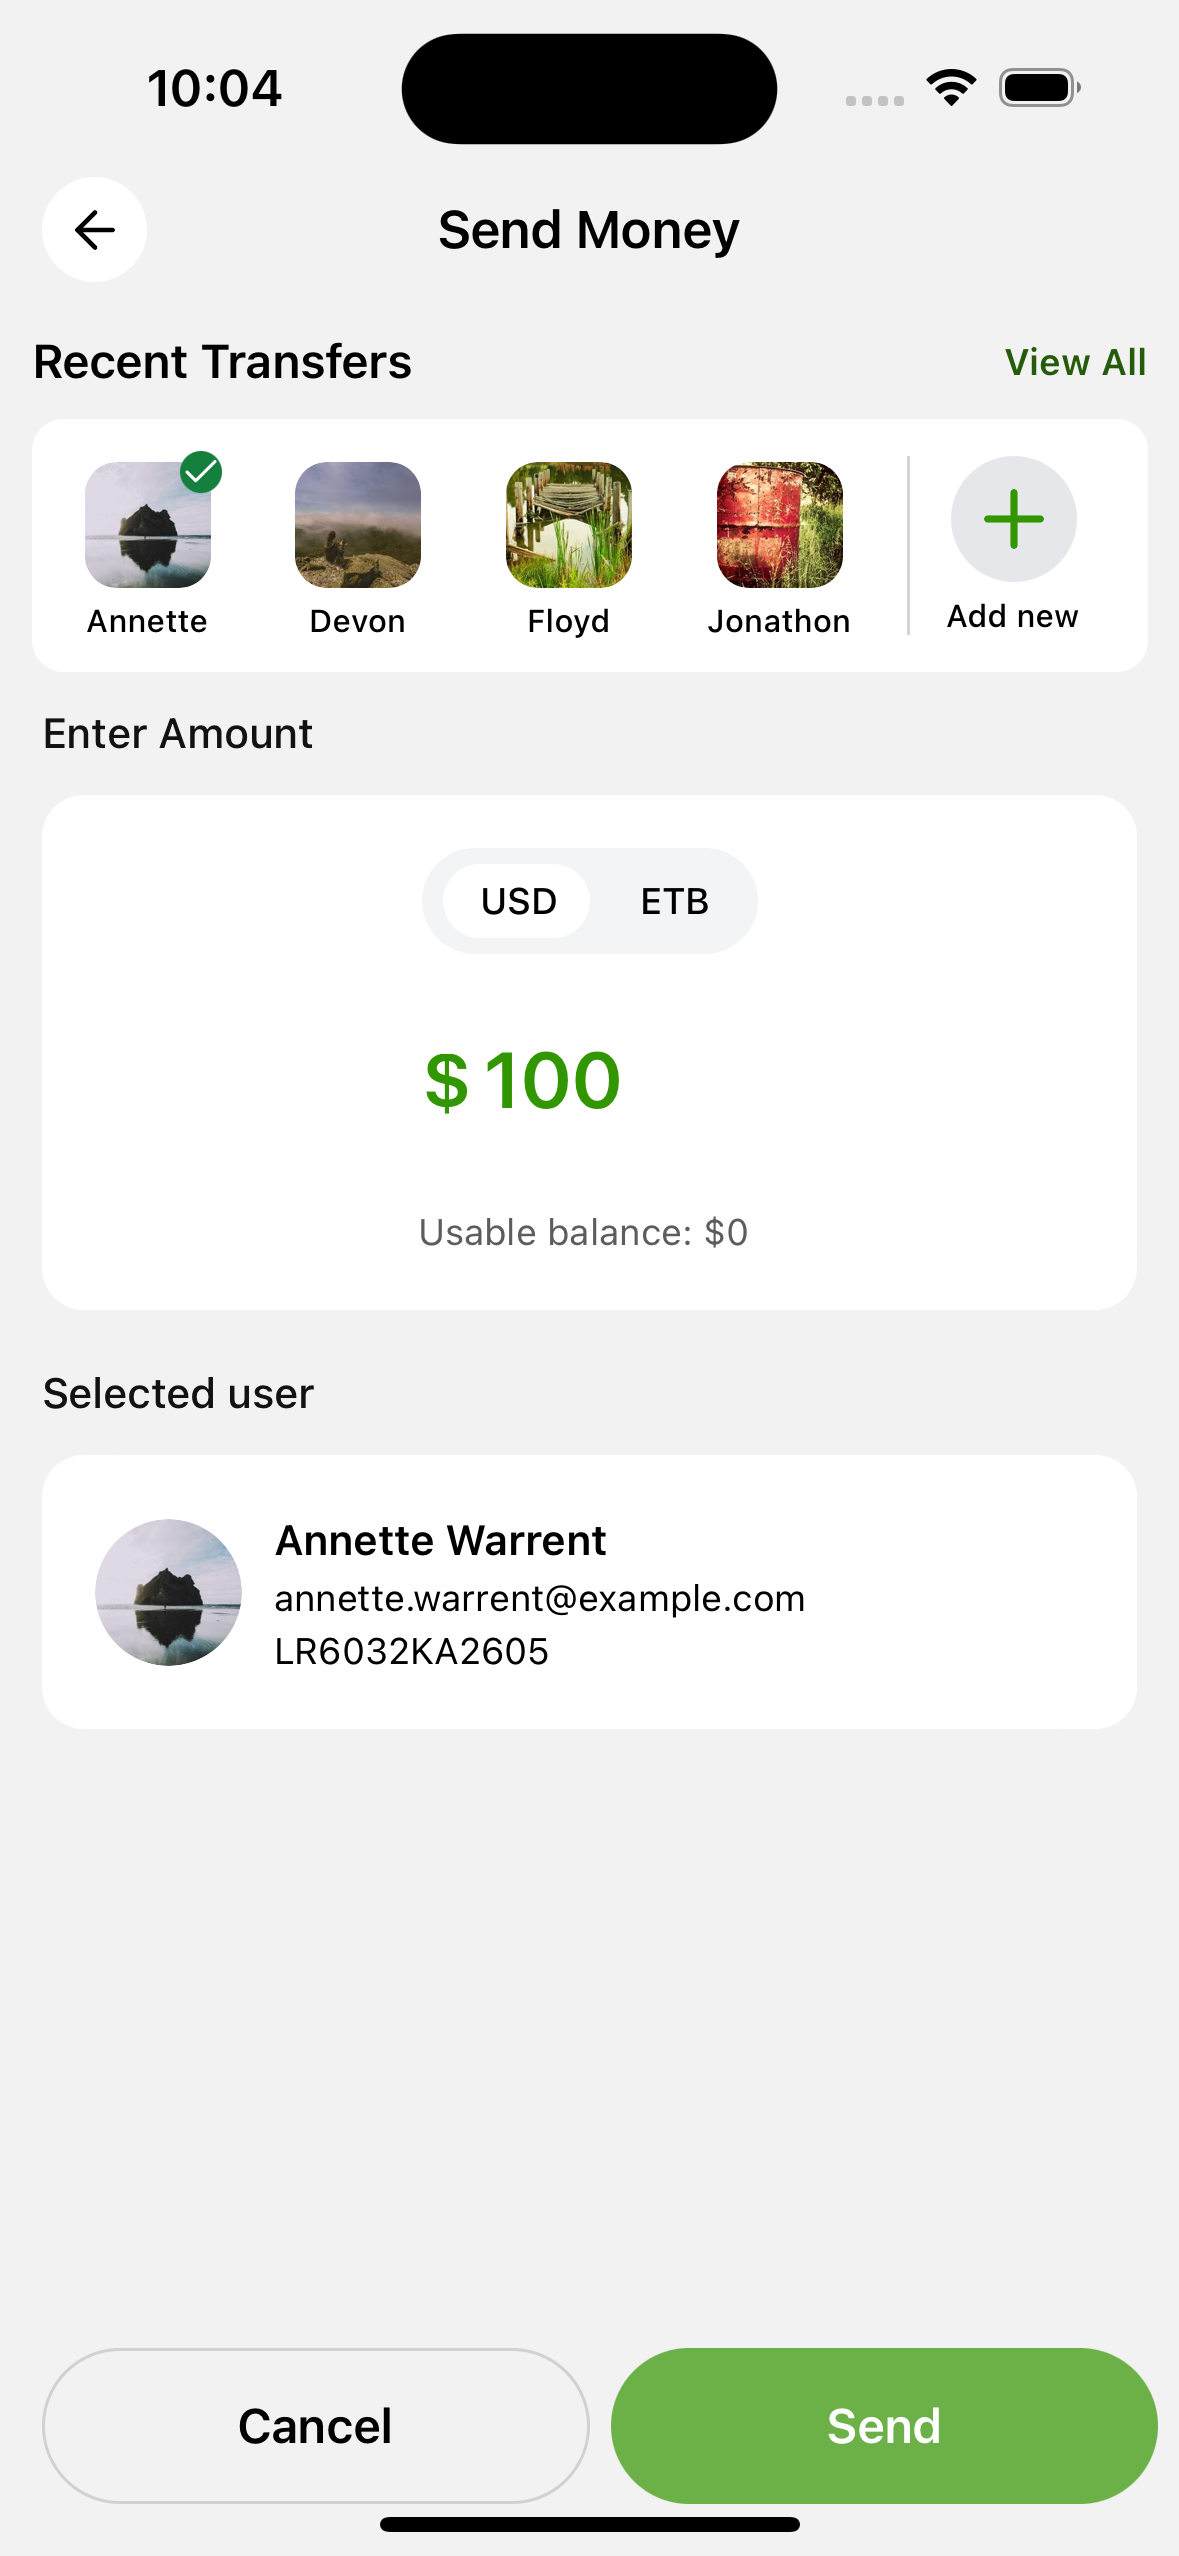 10:04
Send Money
Recent Transfers
View All
Annette
Devon
Floyd
Jonathon
Add new
Enter Amount
USD
ETB
$ 100
Usable balance: $0
Selected user
Annette Warrent
annette.warrent@example.com
LR6032KA2605
Cancel
Send